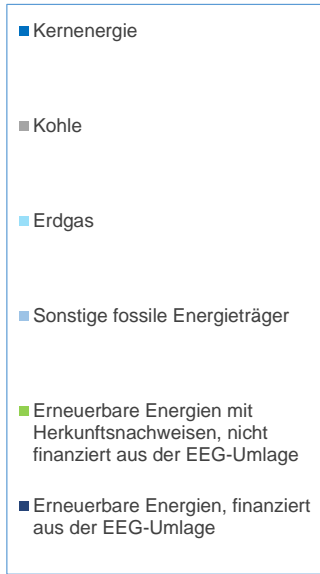 Kernenergie
Kohle
Erdgas
Sonstige fossile Energieträger
Erneuerbare Energien mit
Herkunftsnachweisen, nicht
finanziert aus der EEG-Umlage
Erneuerbare Energien, finanziert
aus der EEG-Umlage